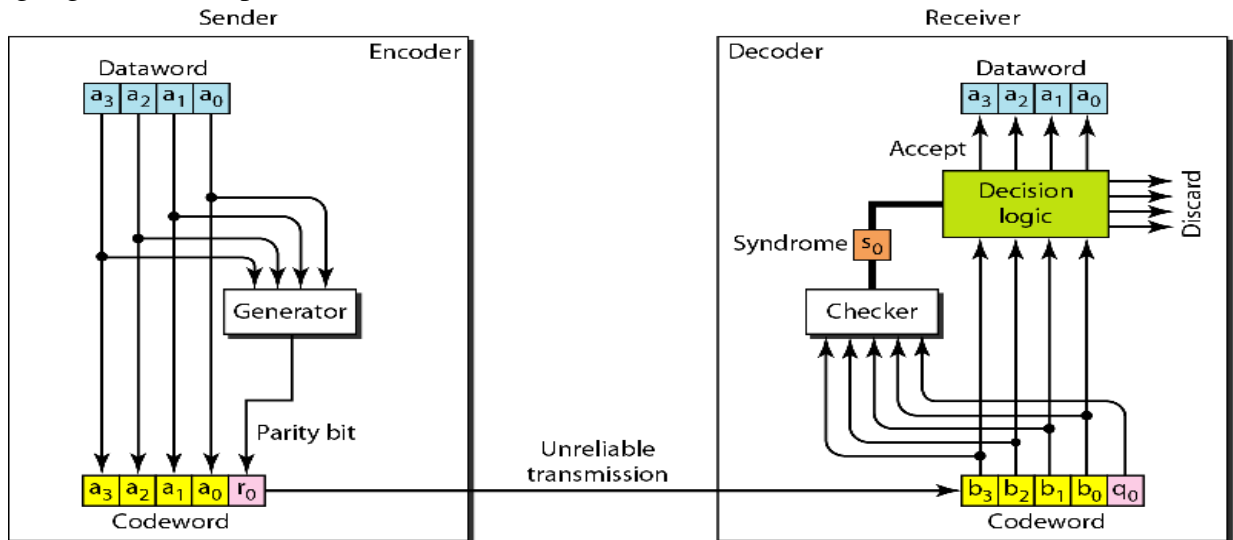 Sender
Receiver
Encoder
Decoder
Dataword
a3 a2 a1 a0
Generator
Parity bit
a3 a2 a1 a0 r0
Codeword
Unreliable
transmission
Dataword
a3 a2 a1 a0
Accept
Decision
logic
Discard
Syndrome
s0
Checker
b3 b2 b1 b0 q0
Codeword